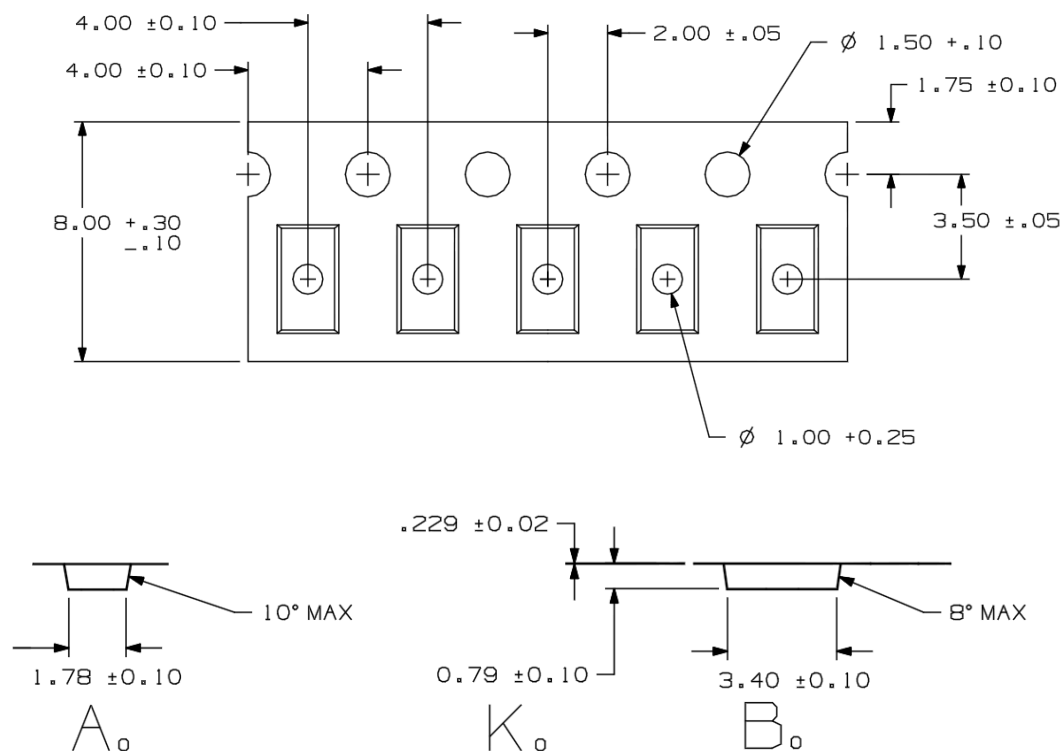 4.00 ±0.10
2.00 ±.05
Ø 1.50 +.10
4.00 ±0.10
1.75 ±0.10
8.00 +.30
-.10
3.50 ±.05
Ø 1.00 +0.25
.229 ±0.02
10° MAX
8° MAX
1.78 ±0.10
0.79 ±0.10
3.40 ±0.10
A₀
K₀
B₀